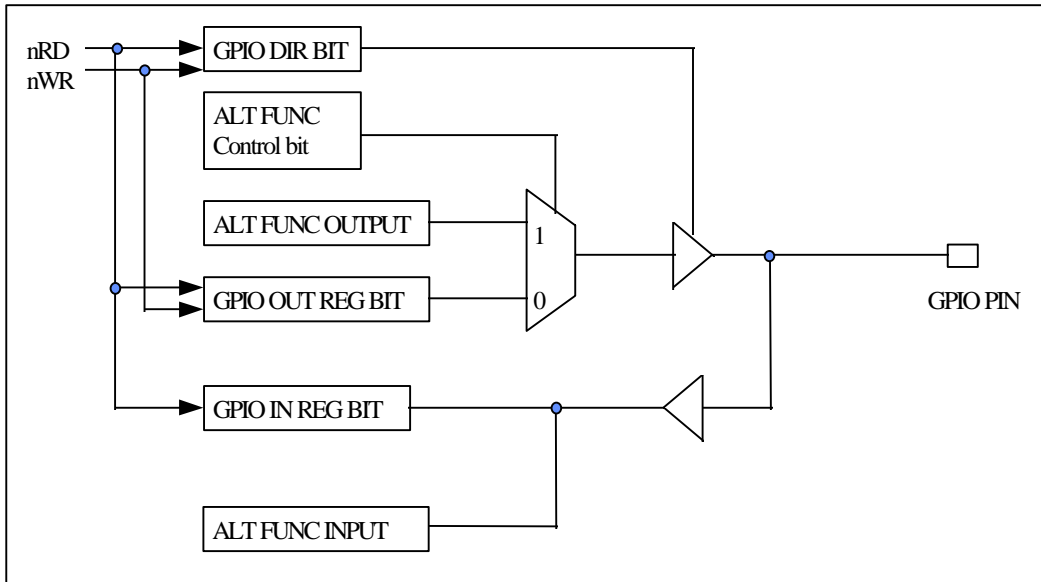 nRD
nWR
GPIO DIR BIT
ALT FUNC
Control bit
ALT FUNC OUTPUT
1
GPIO OUT REG BIT
0
GPIO PIN
GPIO IN REG BIT
ALT FUNC INPUT